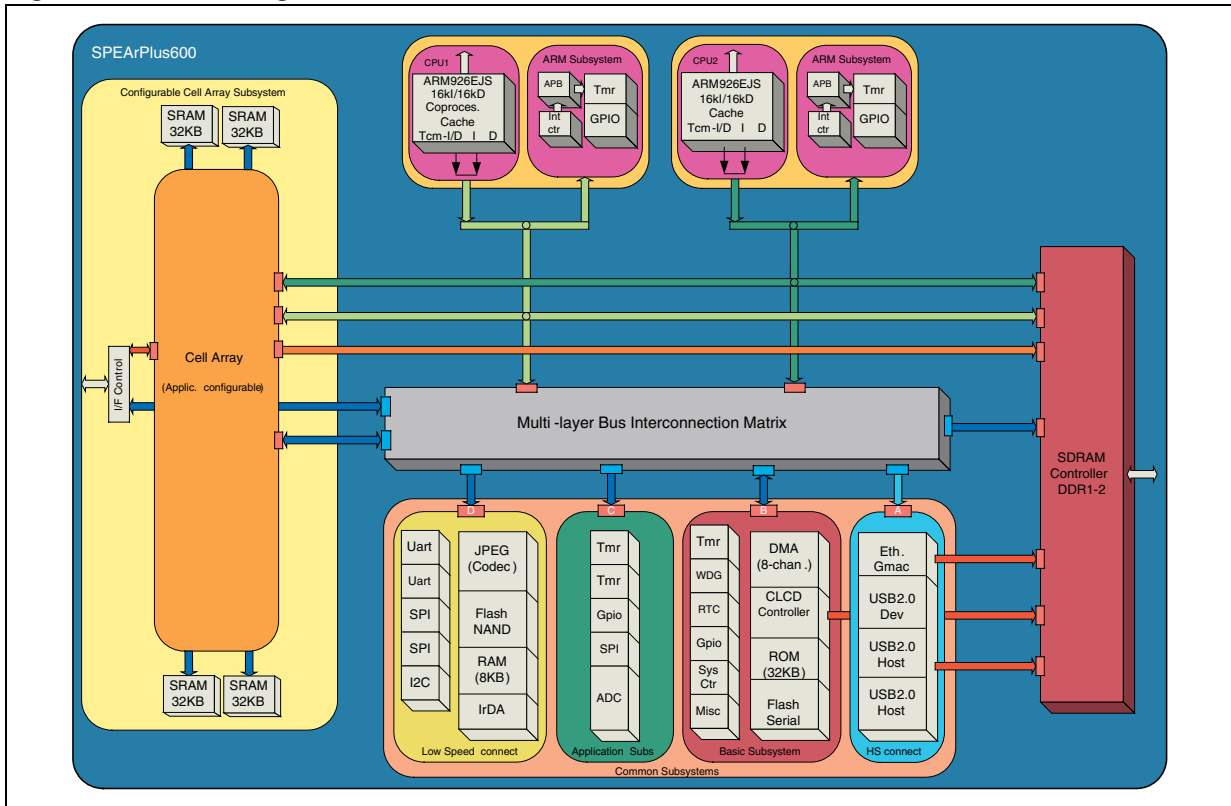 SPEArPlus600
Configurable Cell Array Subsystem
SRAM
32KB
SRAM
32KB
Cell Array
(Applic. configurable)
I/F Control
SRAM
32KB
SRAM
32KB
CPU1
ARM926EJS
16kI/16kD
Coproces.
Cache
Tcm-I/D I D
ARM Subsystem
APB
Tmr
Int
ctr
GPIO
CPU2
ARM926EJS
16kI/16kD
Cache
Tcm-I/D I D
ARM Subsystem
APB
Tmr
Int
ctr
GPIO
Multi-layer Bus Interconnection Matrix
SDRAM
Controller
DDR1-2
D
Uart
Uart
SPI
SPI
I2C
JPEG
(Codec)
Flash
NAND
RAM
(8KB)
IrDA
Low Speed connect
C
Tmr
Tmr
Gpio
SPI
ADC
Application Subs
B
Tmr
WDG
RTC
Gpio
Sys
Ctr
Misc
DMA
(8-chan.)
CLCD
Controller
ROM
(32KB)
Flash
Serial
Basic Subsystem
A
Eth.
Gmac
USB2.0
Dev
USB2.0
Host
USB2.0
Host
HS connect
Common Subsystems